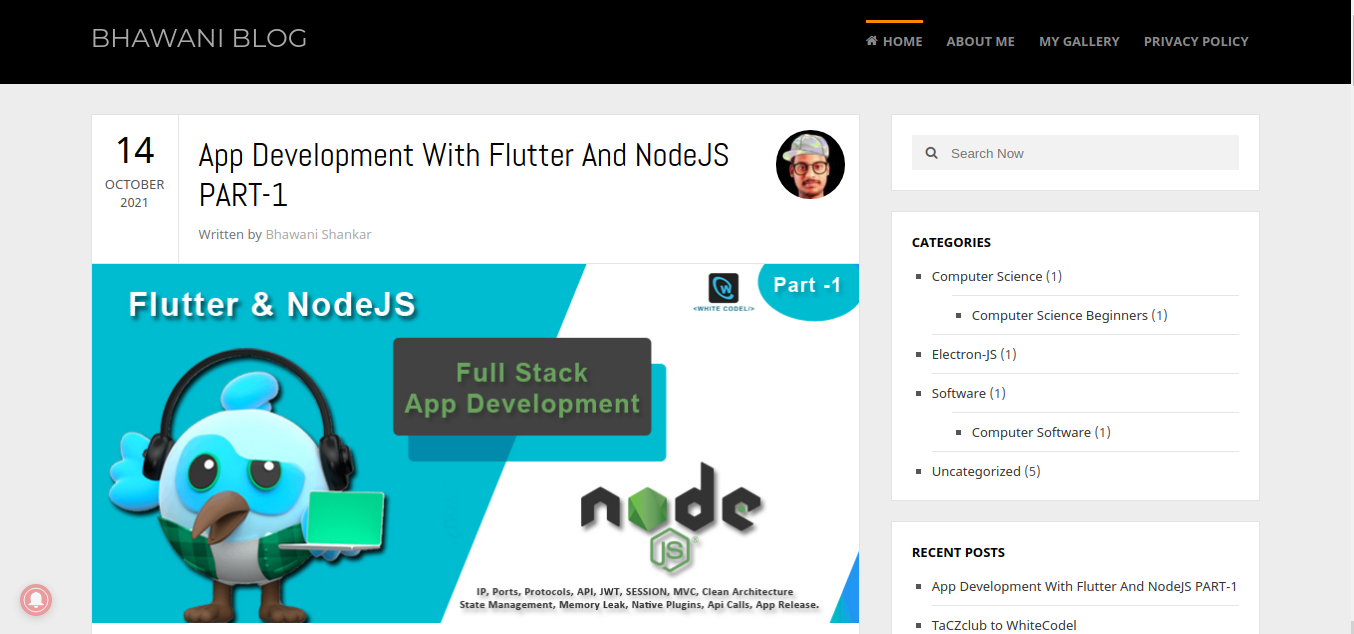 BHAWANI BLOG
HOME
ABOUT ME
MY GALLERY
PRIVACY POLICY
14
OCTOBER
2021
App Development With Flutter And NodeJS
PART-1
Written by Bhawani Shankar
Flutter & NodeJS
<WHITE CODEL/>
Part -1
Full Stack
App Development
node
JS
IP, Ports, Protocols, API, JWT, SESSION, MVC, Clean Architecture
State Management, Memory Leak, Native Plugins, Api Calls, App Release.
Search Now
CATEGORIES
Computer Science (1)
Computer Science Beginners (1)
Electron-JS (1)
Software (1)
Computer Software (1)
Uncategorized (5)
RECENT POSTS
App Development With Flutter And NodeJS PART-1
TaCZclub to WhiteCodel